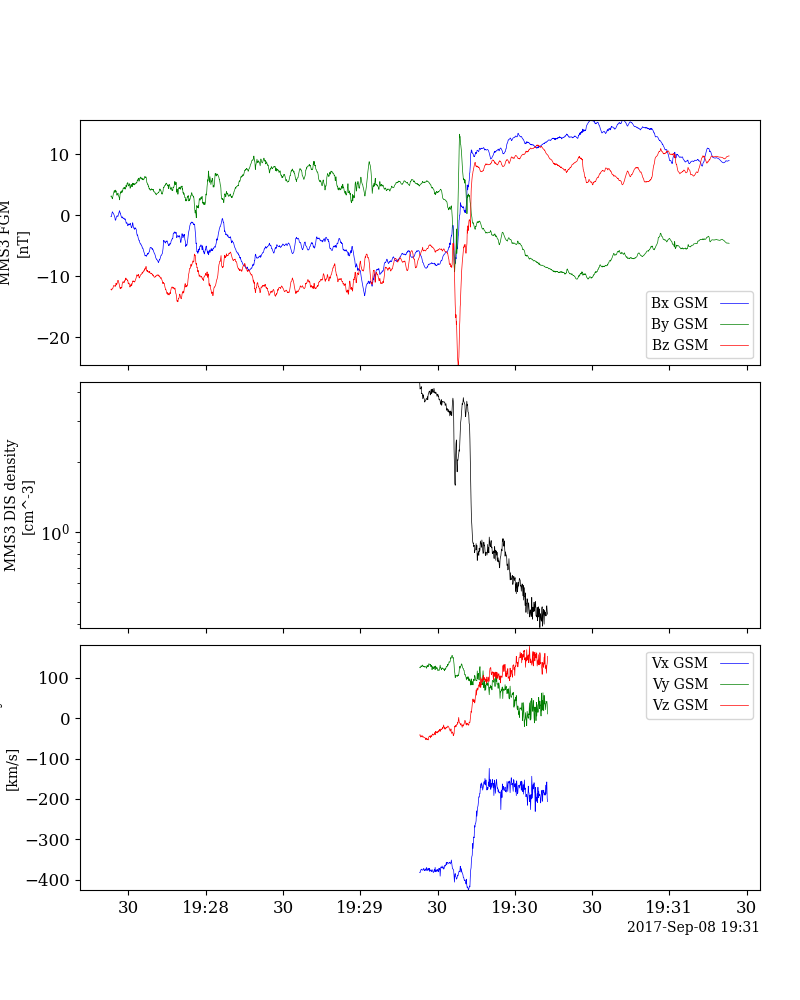 MMS3 FGM
[nT]
10
0
−10
−20
Bx GSM
By GSM
Bz GSM
MMS3 DIS density
[cm^-3]
10^0
[km/s]
100
0
−100
−200
−300
−400
Vx GSM
Vy GSM
Vz GSM
30 19:28 30 19:29 30 19:30 30 19:31 30
2017-Sep-08 19:31